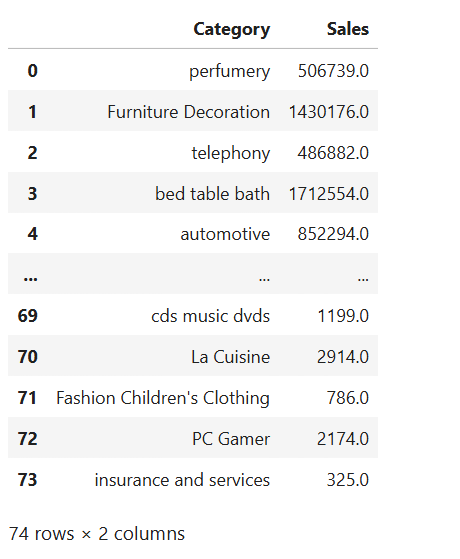 Category Sales
0 perfumery 506739.0
1 Furniture Decoration 1430176.0
2 telephony 486882.0
3 bed table bath 1712554.0
4 automotive 852294.0
... ... ...
69 cds music dvds 1199.0
70 La Cuisine 2914.0
71 Fashion Children's Clothing 786.0
72 PC Gamer 2174.0
73 insurance and services 325.0
74 rows × 2 columns